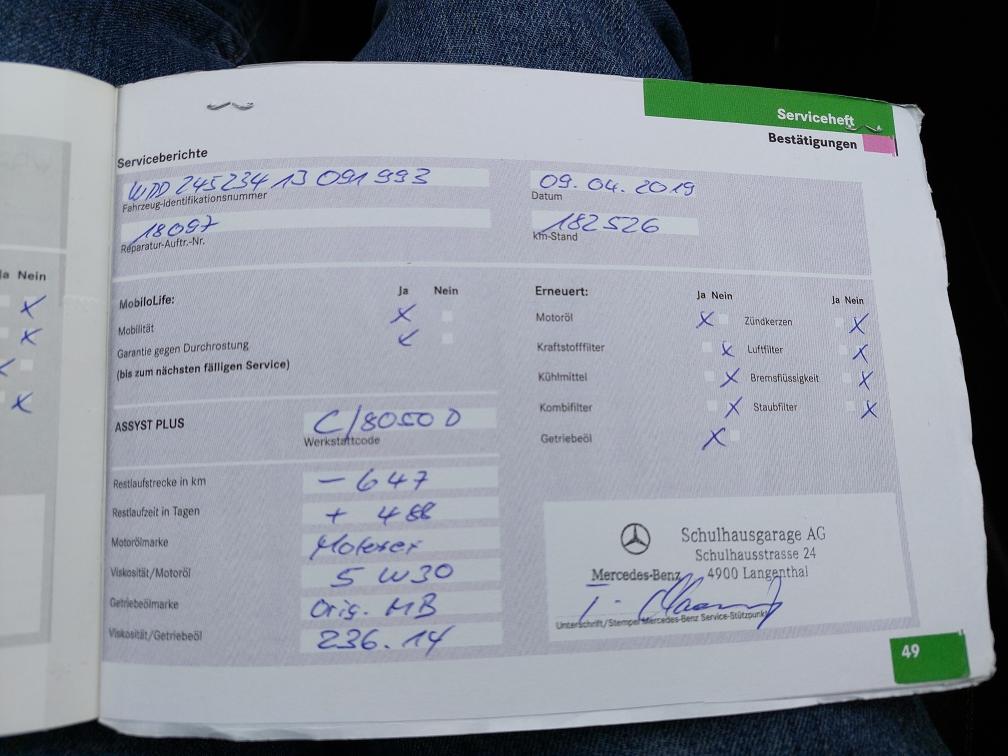 Serviceheft
Bestätigungen
Serviceberichte
WDD 245234 13 091 993
Fahrzeug-Identifikationsnummer
09. 04. 2019
Datum
18097
Reparatur-Auftr.-Nr.
182526
km-Stand
MobiloLife: Ja Nein
Mobilität X
Garantie gegen Durchrostung
(bis zum nächsten fälligen Service)
Erneuert: Ja Nein Ja Nein
Motoröl X Zündkerzen X
Kraftstofffilter X Luftfilter X
Kühlmittel X Bremsflüssigkeit X
Kombifilter X Staubfilter X
Getriebeöl X
ASSYST PLUS C/8050 D
Werkstattcode
Restlaufstrecke in km - 647
Restlaufzeit in Tagen + 488
Motorölmarke Motorex
Viskosität/Motoröl 5 W30
Getriebeölmarke Orig. MB
Viskosität/Getriebeöl 236.14
Schulhausgarage AG
Schulhausstrasse 24
Mercedes-Benz 4900 Langenthal
Unterschrift/Stempel Mercedes-Benz Service-Stützpunkt
49
Ja Nein
X
X
X